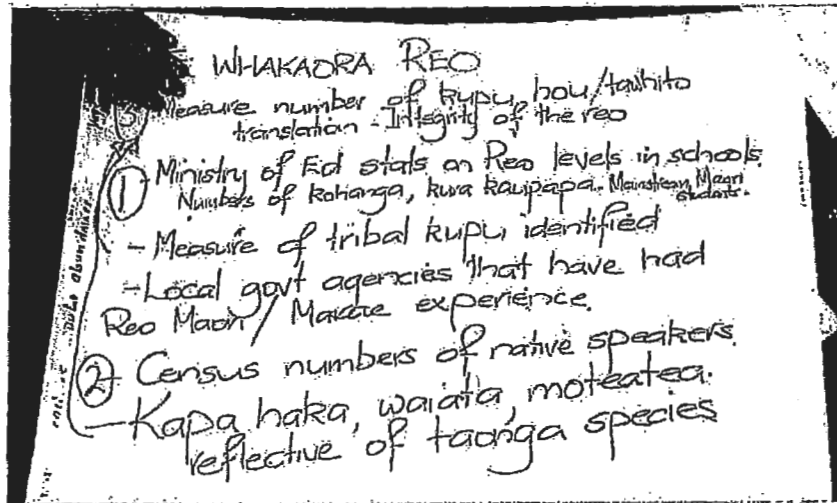 WHAKAORA REO
Measure number of kupu hou/tawhito
translation - Integrity of the reo
① - Ministry of Ed stats on Reo levels in schools.
Numbers of kohanga, kura kaupapa. Mainstream Maori
students.
- Measure of tribal kupu identified
- Local govt agencies that have had
Reo Maori / Marae experience.
② - Census numbers of native speakers.
- Kapa haka, waiata, moteatea.
reflective of taonga species